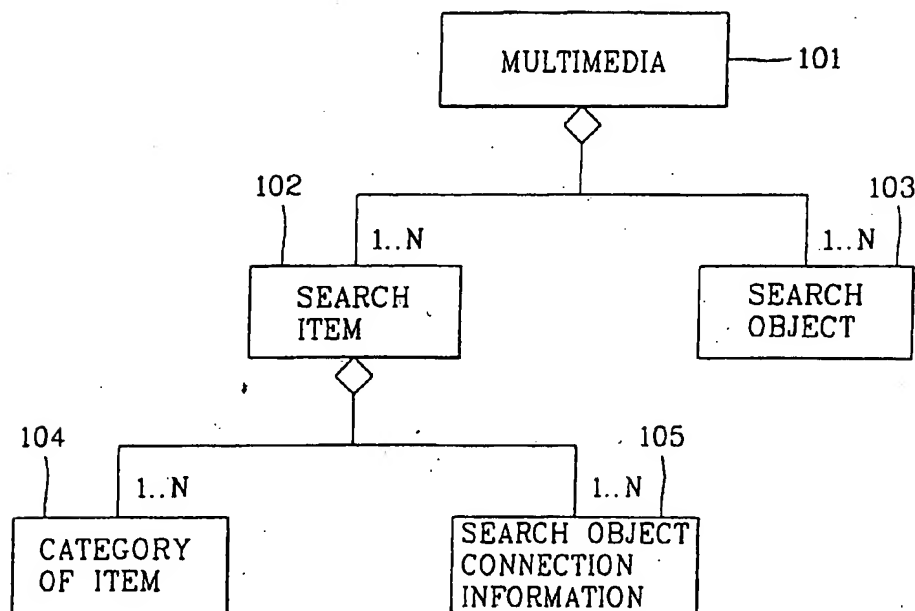 MULTIMEDIA
101
102
103
1..N
1..N
SEARCH
ITEM
SEARCH
OBJECT
104
105
1..N
1..N
CATEGORY
OF ITEM
SEARCH OBJECT
CONNECTION
INFORMATION